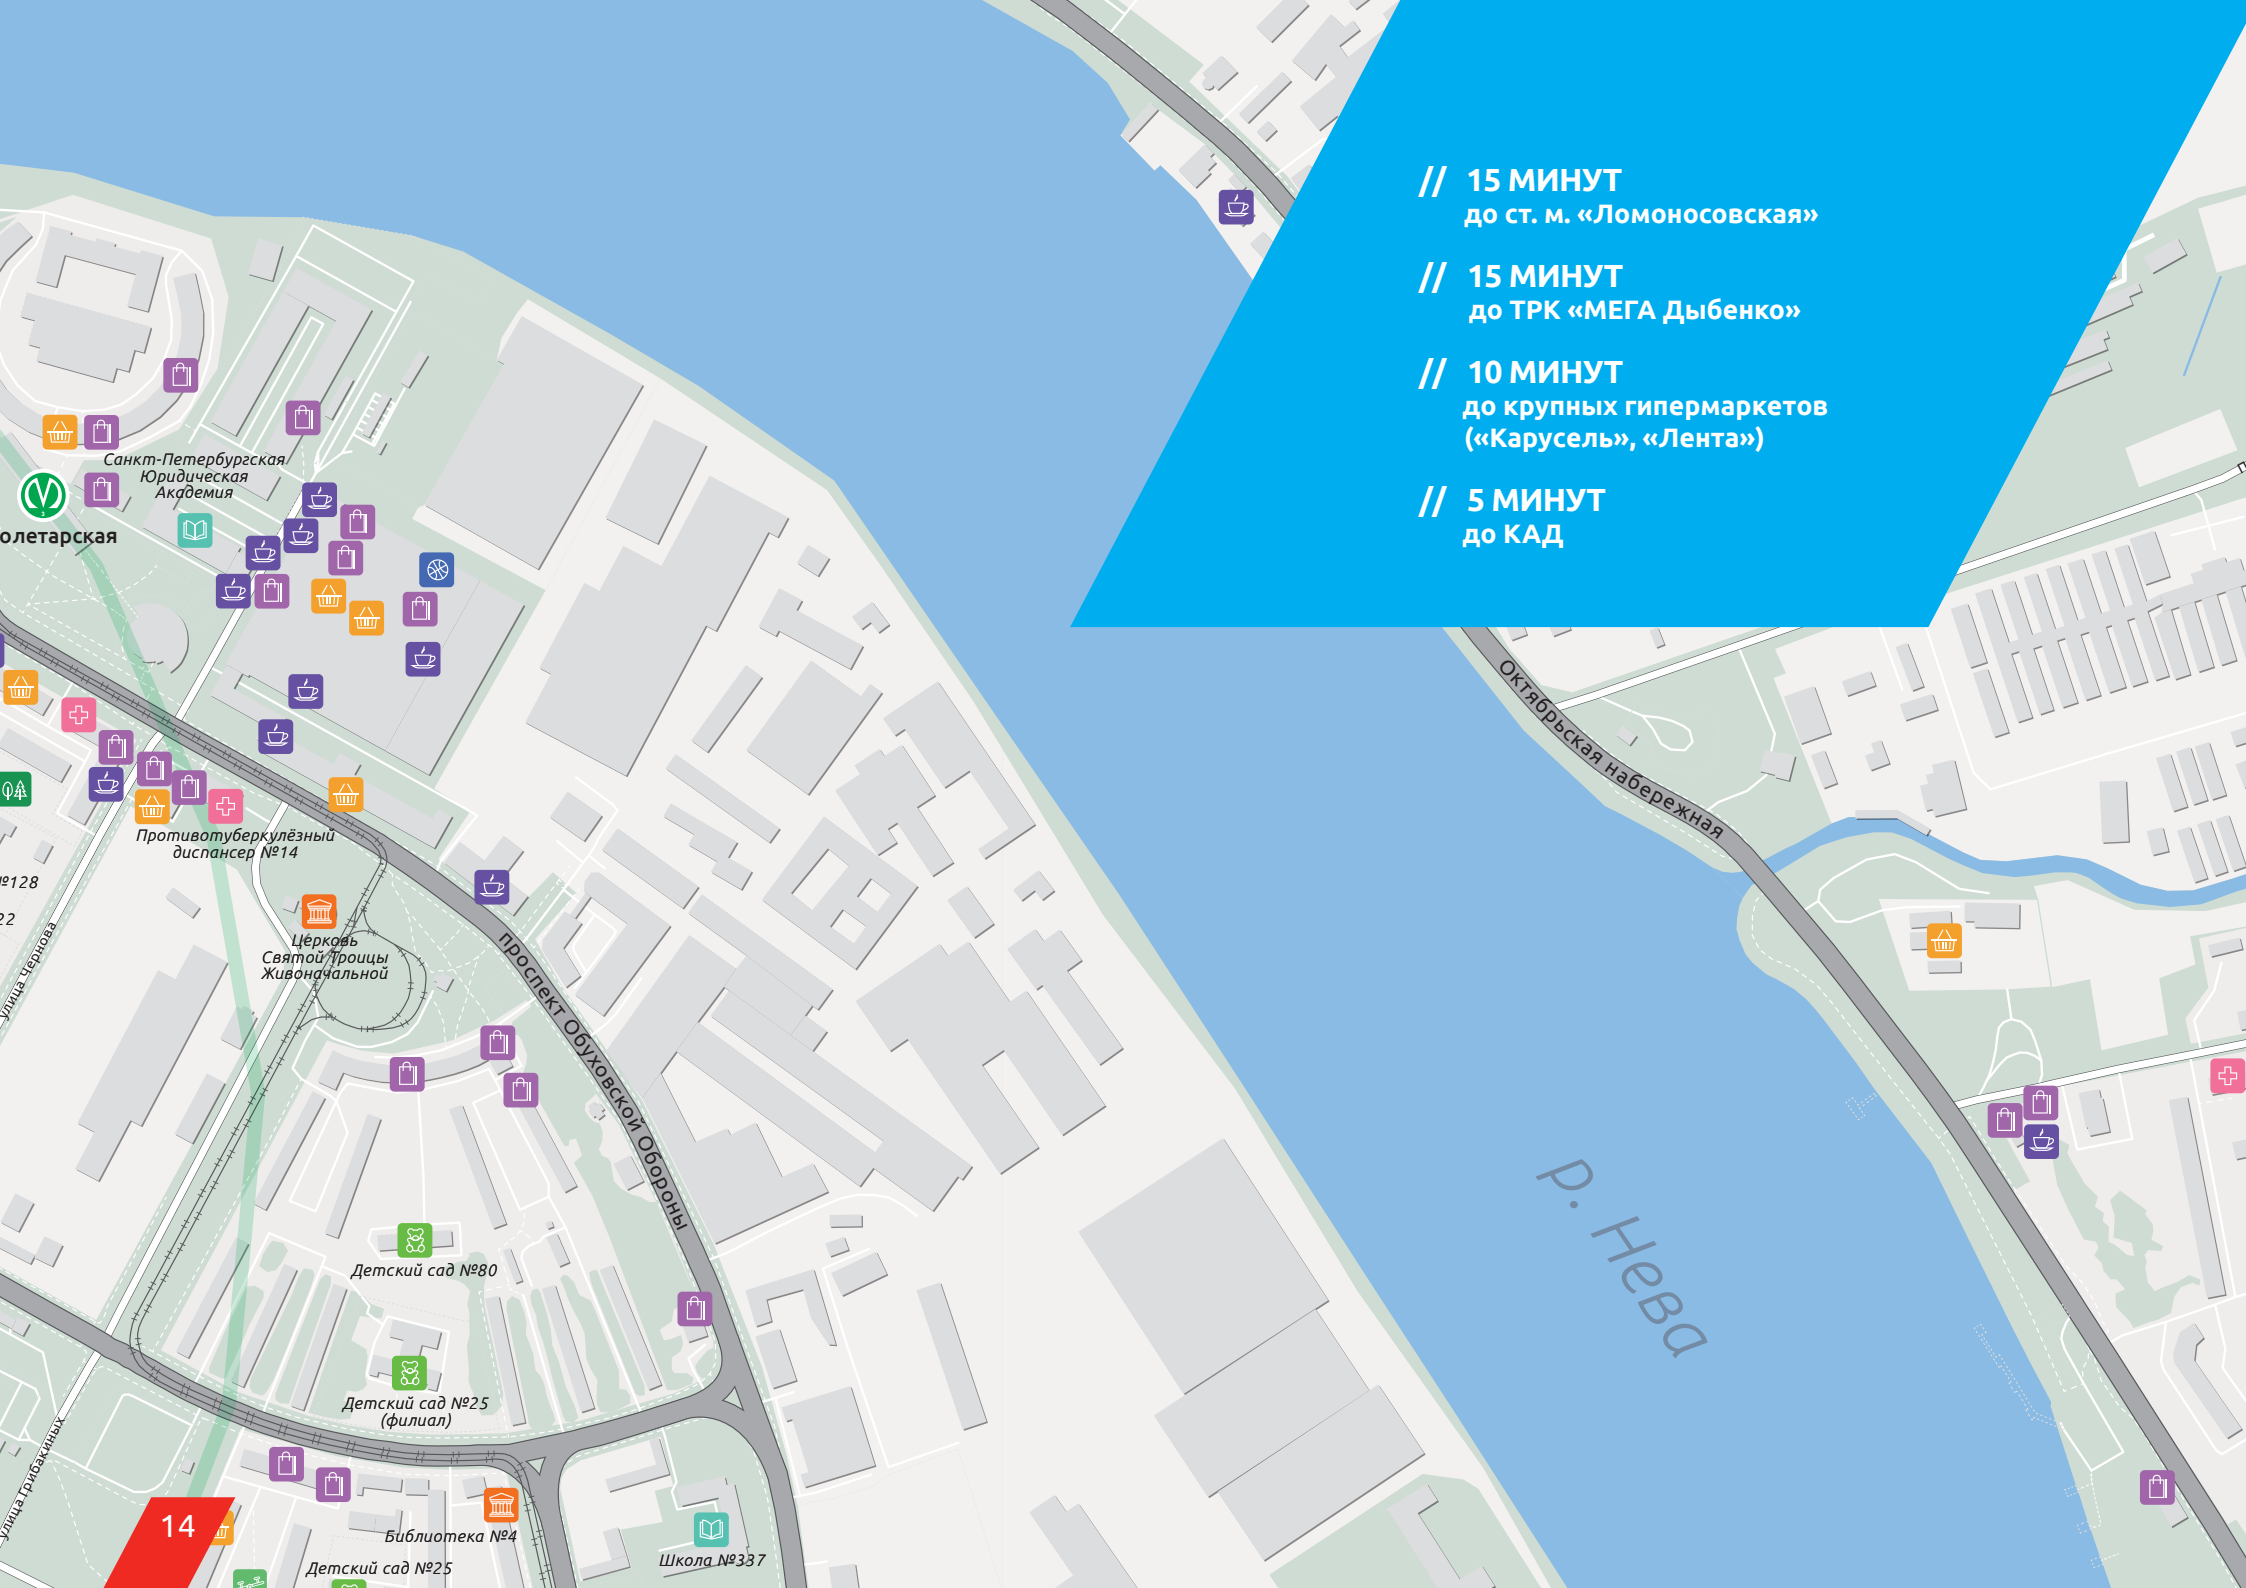 // 15 МИНУТ
до ст. м. «Ломоносовская»
// 15 МИНУТ
до ТРК «МЕГА Дыбенко»
// 10 МИНУТ
до крупных гипермаркетов
(«Карусель», «Лента»)
// 5 МИНУТ
до КАД
Санкт-Петербургская
Юридическая
Академия
олетарская
Октябрьская набережная
Противотуберкулёзный
диспансер №14
№128
22
улица Чернова
Церковь
Святой Троицы
Живоначальной
проспект Обуховской Обороны
р. Нева
Детский сад №80
Детский сад №25
(филиал)
улица Грибакиных
14
Библиотека №4
Школа №337
Детский сад №25